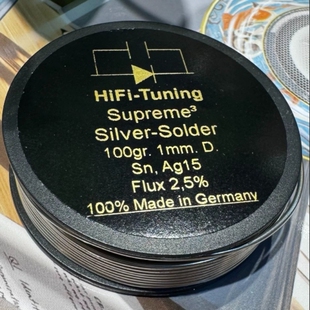 HiFi-Tuning
Supreme³
Silver-Solder
100gr. 1mm. D.
Sn, Ag15
Flux 2,5%
100% Made in Germany